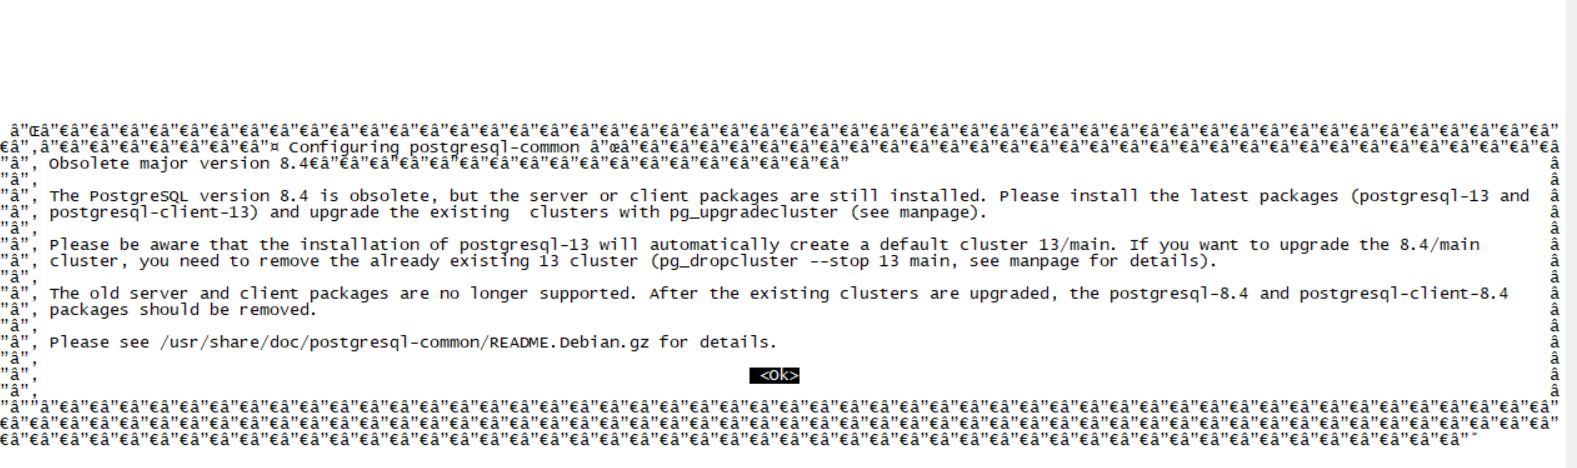 â”Œâ”€â”€â”€â”€â”€â”€â”€â”€â”€â”€â”€â”€â”€â”€â”€â”€â”€â”€â”€â”€â”€â”€â”€â”€â”€â”€â”€â”€â”€â”€â”€â”€â”€â”€â”€â”€â”€â”€â”€â”€â”€â”€â”€â”€â”€â”€â”€â”€â”€â”€â”€â”
€â”‚â”€â”€â”€â”€â”€â”€â”€â”¤ Configuring postgresql-common â”œâ”€â”€â”€â”€â”€â”€â”€â”€â”€â”€â”€â”€â”€â”€â”€â”€â”€â”€â”€â”€â”€â”€â”€â”€â”€â”€â”€â”€â”€â”€â”€â
”â”‚ Obsolete major version 8.4€â”€â”€â”€â”€â”€â”€â”€â”€â”€â”€â”€â”€â”€â”€â”€â”€â”€â” â
”â”‚ â
”â”‚ The PostgreSQL version 8.4 is obsolete, but the server or client packages are still installed. Please install the latest packages (postgresql-13 and â
”â”‚ postgresql-client-13) and upgrade the existing  clusters with pg_upgradecluster (see manpage). â
”â”‚ â
”â”‚ Please be aware that the installation of postgresql-13 will automatically create a default cluster 13/main. If you want to upgrade the 8.4/main â
”â”‚ cluster, you need to remove the already existing 13 cluster (pg_dropcluster --stop 13 main, see manpage for details). â
”â”‚ â
”â”‚ The old server and client packages are no longer supported. After the existing clusters are upgraded, the postgresql-8.4 and postgresql-client-8.4 â
”â”‚ packages should be removed. â
”â”‚ â
”â”‚ Please see /usr/share/doc/postgresql-common/README.Debian.gz for details. â
”â”‚ â
”â”‚ <Ok> â
”â”‚ â
”â””â”€â”€â”€â”€â”€â”€â”€â”€â”€â”€â”€â”€â”€â”€â”€â”€â”€â”€â”€â”€â”€â”€â”€â”€â”€â”€â”€â”€â”€â”€â”€â”€â”€â”€â”€â”€â”€â”€â”€â”€â”€â”€â”€â”€â”€â”€â”€â”€â”€â”€â”€â”
€â”€â”€â”€â”€â”€â”€â”€â”€â”€â”€â”€â”€â”€â”€â”€â”€â”€â”€â”€â”€â”€â”€â”€â”€â”€â”€â”€â”€â”€â”€â”€â”€â”€â”€â”€â”€â”€â”€â”€â”€â”€â”€â”€â”€â”€â”€â”€â”€â”€â”€â”€â”
€â”€â”€â”€â”€â”€â”€â”€â”€â”€â”€â”€â”€â”€â”€â”€â”€â”€â”€â”€â”€â”€â”€â”€â”€â”€â”€â”€â”€â”€â”€â”€â”€â”€â”€â”€â”€â”€â”€â”€â”€â”€â”€â”€â”€â”€â”€â”€â”€â”˜